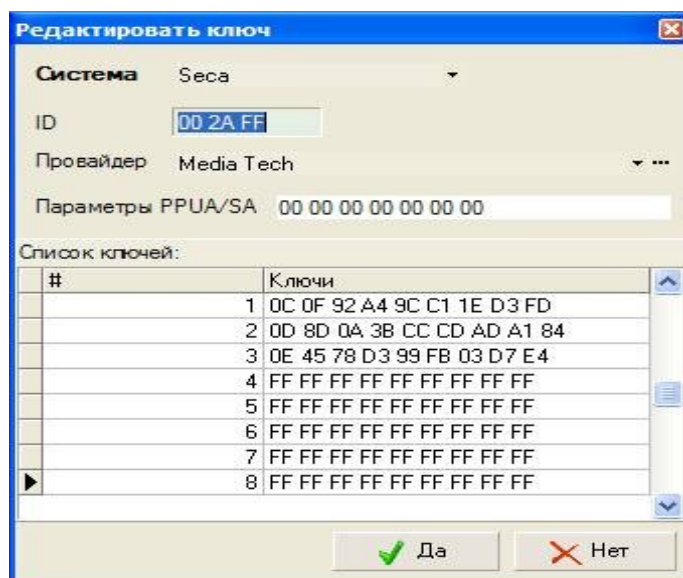 Редактировать ключ
Система Seca
ID 00 2A FF
Провайдер Media Tech
Параметры PPUA/SA 00 00 00 00 00 00 00
Список ключей:
# Ключи
1 0C 0F 92 A4 9C C1 1E D3 FD
2 0D 8D 0A 3B CC CD AD A1 84
3 0E 45 78 D3 99 FB 03 D7 E4
4 FF FF FF FF FF FF FF FF FF
5 FF FF FF FF FF FF FF FF FF
6 FF FF FF FF FF FF FF FF FF
7 FF FF FF FF FF FF FF FF FF
8 FF FF FF FF FF FF FF FF FF
Да Нет